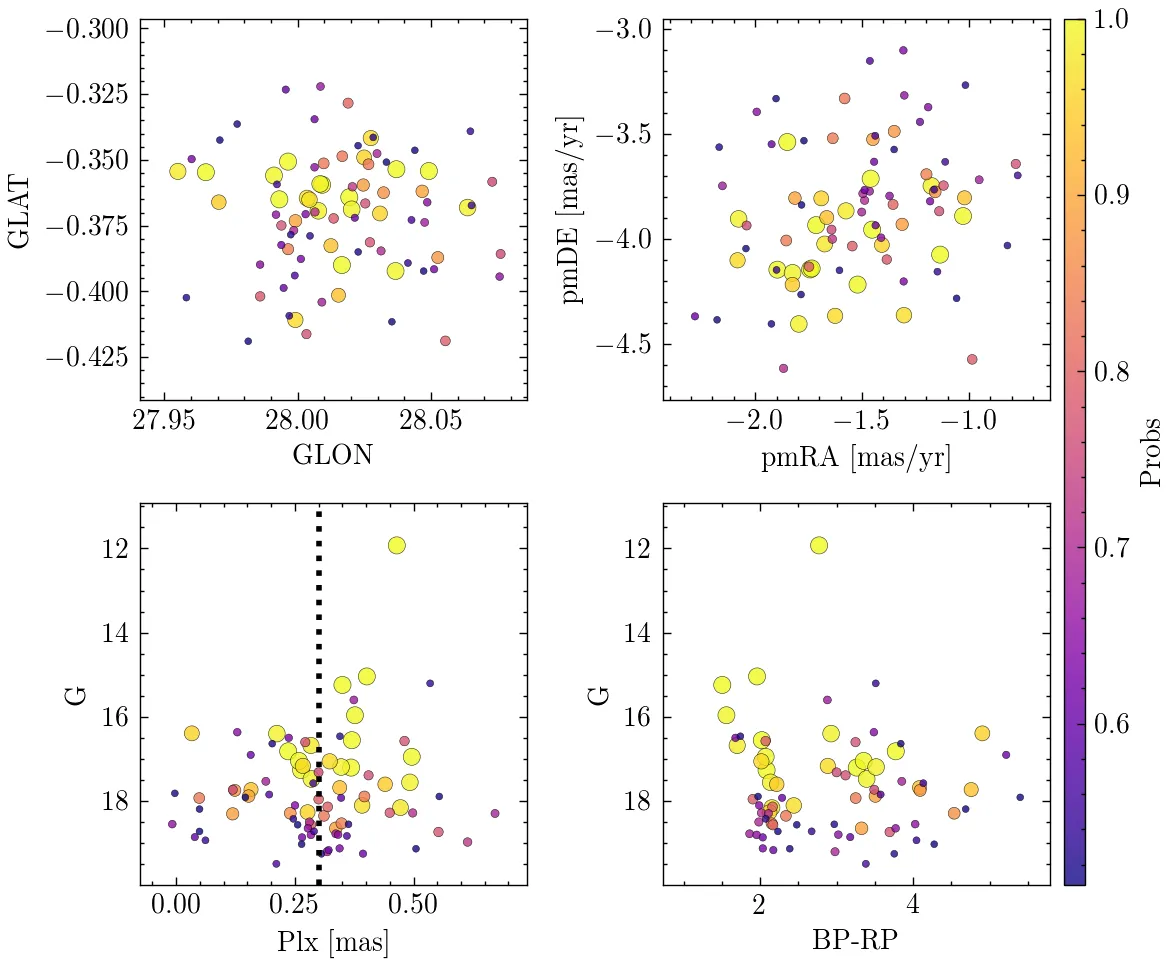 −0.300
−0.325
−0.350
−0.375
−0.400
−0.425
GLAT
27.95 28.00 28.05
GLON
−3.0
−3.5
−4.0
−4.5
pmDE [mas/yr]
−2.0 −1.5 −1.0
pmRA [mas/yr]
12
14
16
18
G
0.00 0.25 0.50
Plx [mas]
12
14
16
18
G
2 4
BP-RP
1.0
0.9
0.8
0.7
0.6
Probs